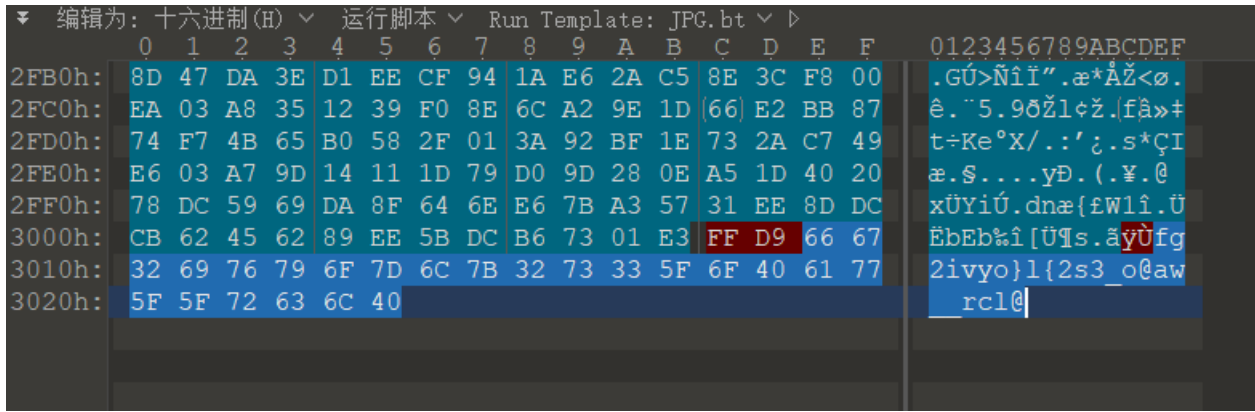 编辑为: 十六进制(H) 运行脚本 Run Template: JPG.bt
0 1 2 3 4 5 6 7 8 9 A B C D E F 0123456789ABCDEF
2FB0h: 8D 47 DA 3E D1 EE CF 94 1A E6 2A C5 8E 3C F8 00 .GÚ>ÑîÏ”.æ*ÅŽ<ø.
2FC0h: EA 03 A8 35 12 39 F0 8E 6C A2 9E 1D 66 E2 BB 87 ê.¨5.9ðŽl¢ž.fâ»‡
2FD0h: 74 F7 4B 65 B0 58 2F 01 3A 92 BF 1E 73 2A C7 49 t÷Ke°X/.:’¿.s*ÇI
2FE0h: E6 03 A7 9D 14 11 1D 79 D0 9D 28 0E A5 1D 40 20 æ.§....yÐ.(.¥.@
2FF0h: 78 DC 59 69 DA 8F 64 6E E6 7B A3 57 31 EE 8D DC xÜYiÚ.dnæ{£W1î.Ü
3000h: CB 62 45 62 89 EE 5B DC B6 73 01 E3 FF D9 66 67 ËbEb‰î[Ü¶s.ãÿÙfg
3010h: 32 69 76 79 6F 7D 6C 7B 32 73 33 5F 6F 40 61 77 2ivyo}l{2s3_o@aw
3020h: 5F 5F 72 63 6C 40 __rcl@